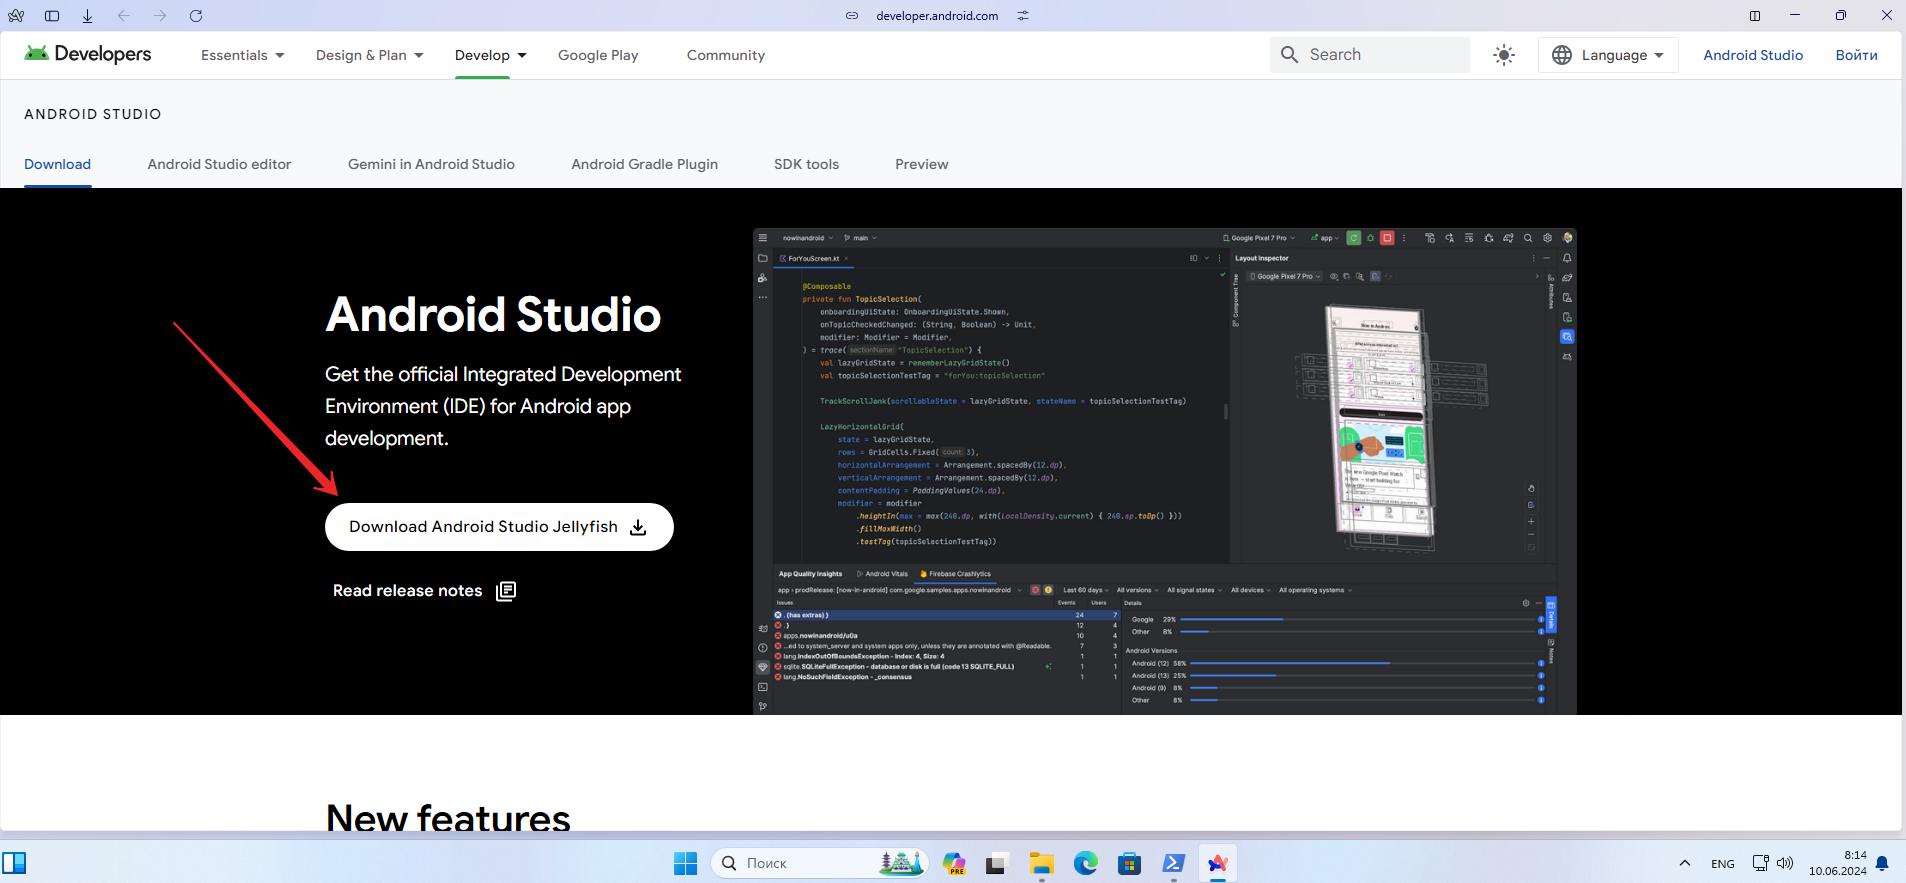 developer.android.com
Developers
Essentials
Design & Plan
Develop
Google Play
Community
Search
Language
Android Studio
Войти
ANDROID STUDIO
Download
Android Studio editor
Gemini in Android Studio
Android Gradle Plugin
SDK tools
Preview
Android Studio
Get the official Integrated Development
Environment (IDE) for Android app
development.
Download Android Studio Jellyfish
Read release notes
nowinandroid
main
Google Pixel 7 Pro
app
ForYouScreen.kt
Layout Inspector
Google Pixel 7 Pro
Component Tree
Attributes
@Composable
private fun TopicSelection(
onboardingUiState: OnboardingUiState.Shown,
onTopicCheckedChanged: (String, Boolean) -> Unit,
modifier: Modifier = Modifier,
) = trace( sectionName: "TopicSelection") {
val lazyGridState = rememberLazyGridState()
val topicSelectionTestTag = "forYou:topicSelection"
TrackScrollJank(scrollableState = lazyGridState, stateName = topicSelectionTestTag)
LazyHorizontalGrid(
state = lazyGridState,
rows = GridCells.Fixed( count: 3),
horizontalArrangement = Arrangement.spacedBy(12.dp),
verticalArrangement = Arrangement.spacedBy(12.dp),
contentPadding = PaddingValues(24.dp),
modifier = modifier
.heightIn(max = max(240.dp, with(LocalDensity.current) { 240.sp.toDp() }))
.fillMaxWidth()
.testTag(topicSelectionTestTag))
App Quality Insights
Android Vitals
Firebase Crashlytics
app › prodRelease: [now-in-android] com.google.samples.apps.nowinandroid
Last 60 days
All versions
All signal states
All devices
All operating systems
Issues
Events
Users
Details
. (has extras) }
24
7
. }
12
4
apps.nowinandroid/u0a
10
4
...ed to system_server and system apps only, unless they are annotated with @Readable.
7
3
lang.IndexOutOfBoundsException - Index: 4, Size: 4
1
1
sqlite.SQLiteFullException - database or disk is full (code 13 SQLITE_FULL)
1
1
lang.NoSuchFieldException - _consensus
1
1
Google 29%
Other 8%
Android Versions
Android (12) 58%
Android (13) 25%
Android (9) 8%
Other 8%
Details
Notes
New features
Поиск
PRE
ENG
8:14
10.06.2024